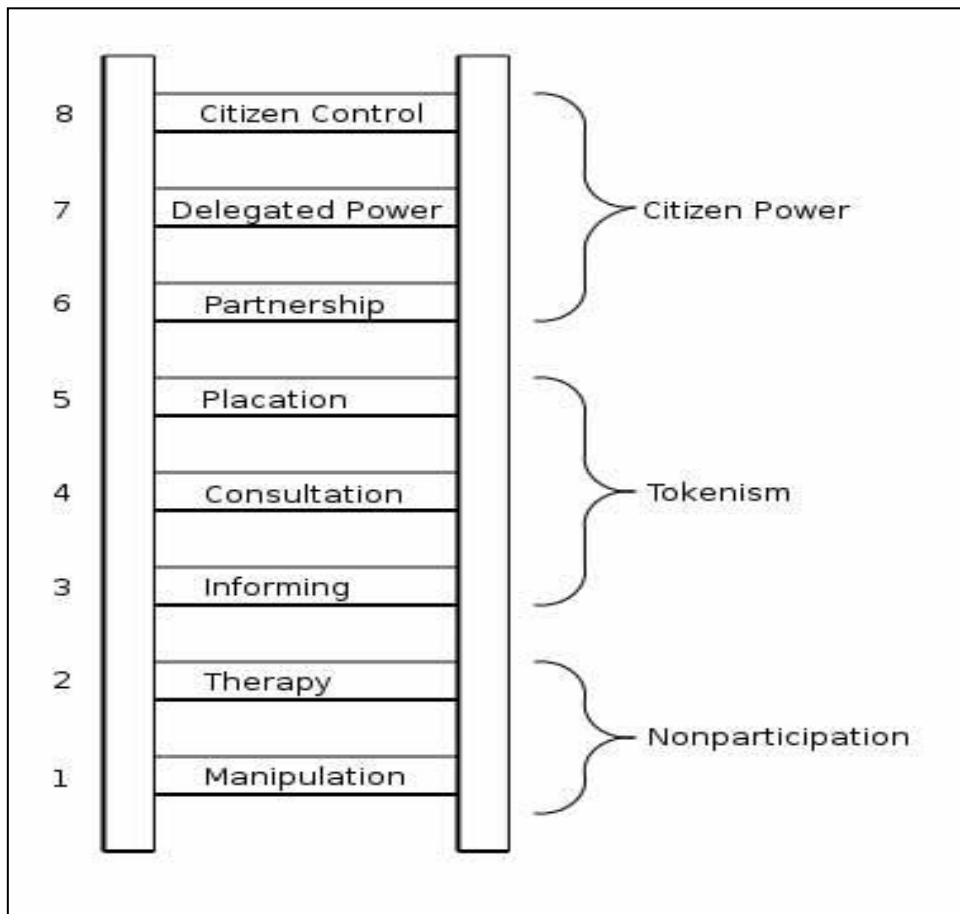 8 Citizen Control
7 Delegated Power Citizen Power
6 Partnership
5 Placation
4 Consultation Tokenism
3 Informing
2 Therapy
Nonparticipation
1 Manipulation